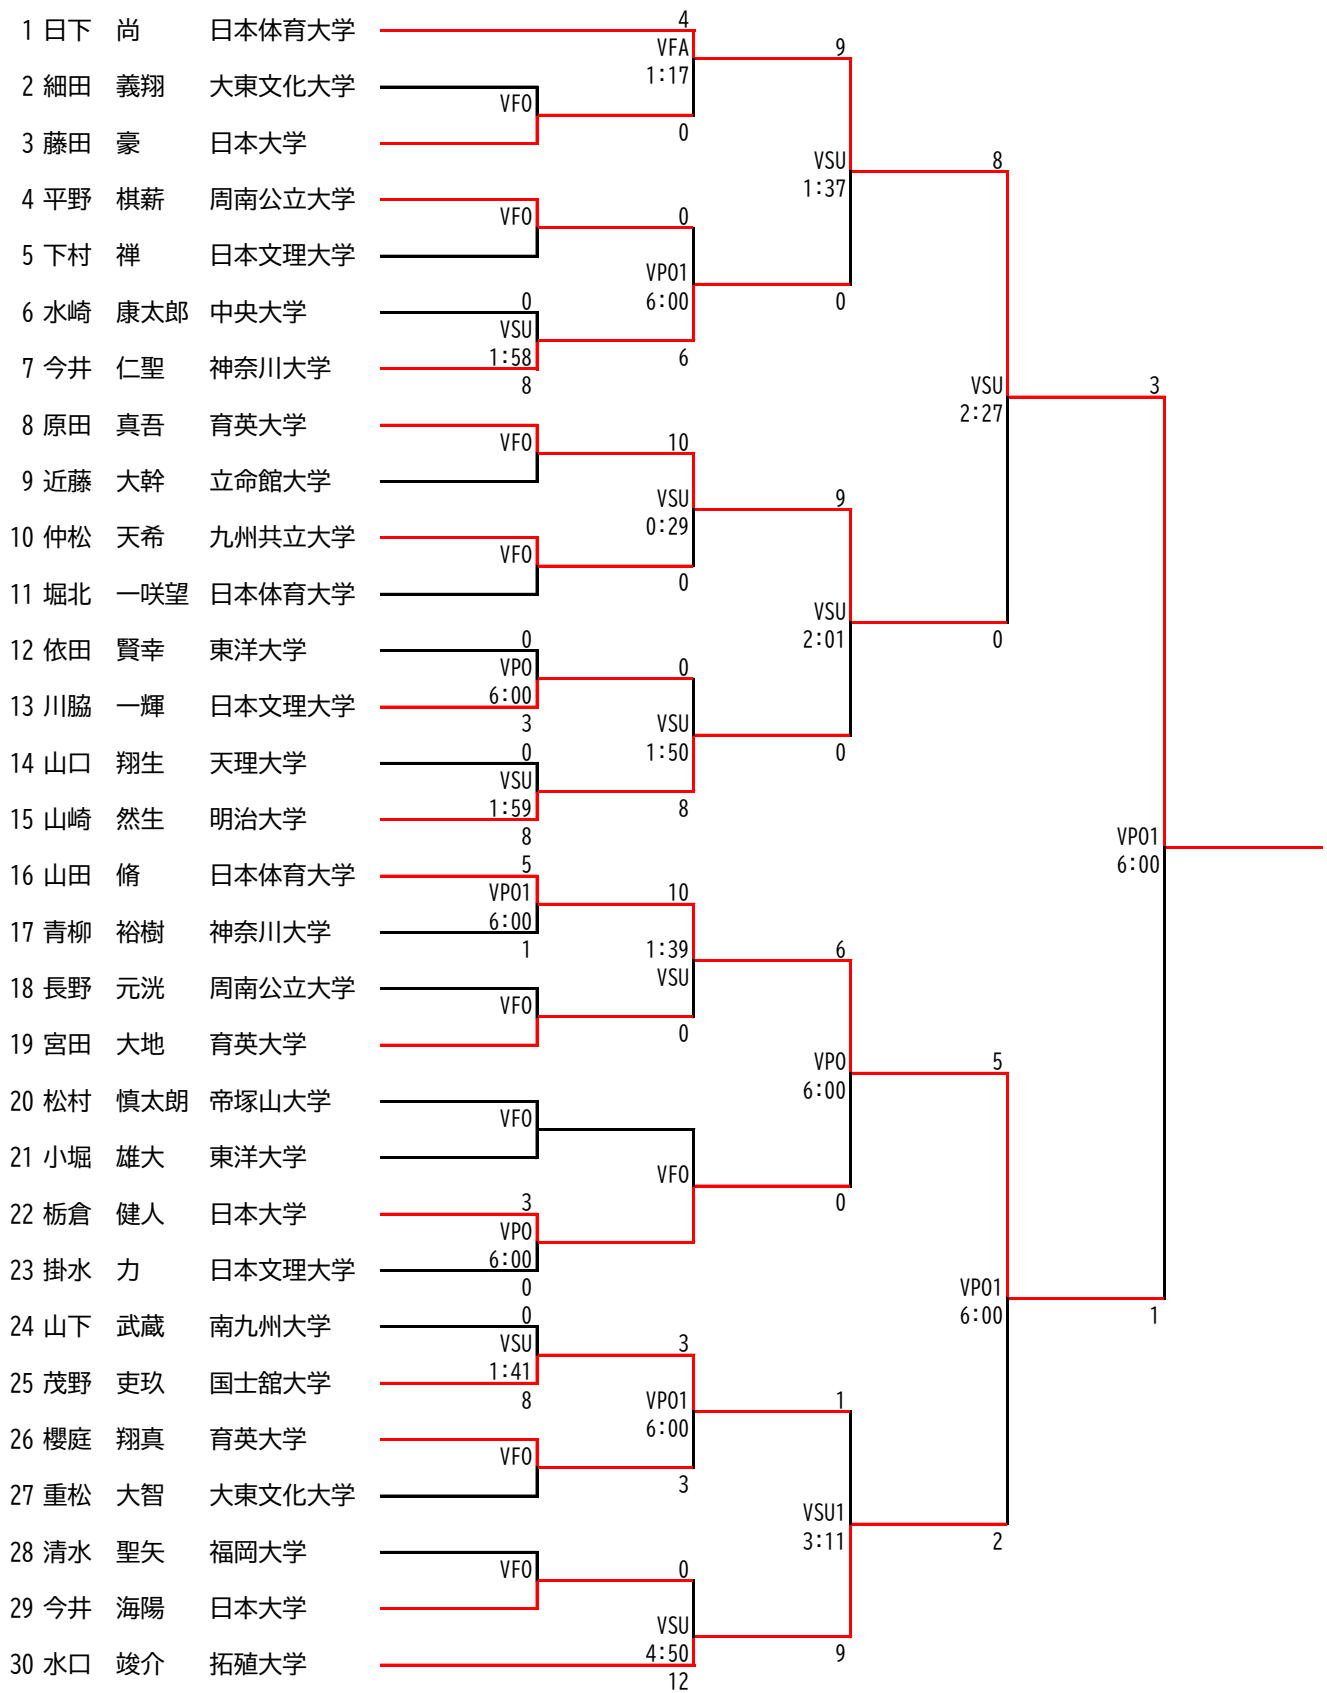 1 日下 尚 日本体育大学
2 細田 義翔 大東文化大学
3 藤田 豪 日本大学
4 平野 棋薪 周南公立大学
5 下村 禅 日本文理大学
6 水崎 康太郎 中央大学
7 今井 仁聖 神奈川大学
8 原田 真吾 育英大学
9 近藤 大幹 立命館大学
10 仲松 天希 九州共立大学
11 堀北 一咲望 日本体育大学
12 依田 賢幸 東洋大学
13 川脇 一輝 日本文理大学
14 山口 翔生 天理大学
15 山崎 然生 明治大学
16 山田 脩 日本体育大学
17 青柳 裕樹 神奈川大学
18 長野 元洸 周南公立大学
19 宮田 大地 育英大学
20 松村 慎太朗 帝塚山大学
21 小堀 雄大 東洋大学
22 栃倉 健人 日本大学
23 掛水 力 日本文理大学
24 山下 武蔵 南九州大学
25 茂野 吏玖 国士舘大学
26 櫻庭 翔真 育英大学
27 重松 大智 大東文化大学
28 清水 聖矢 福岡大学
29 今井 海陽 日本大学
30 水口 竣介 拓殖大学
VFO
VFO
0
VSU
1:58
8
VFO
VFO
0
VPO
6:00
3
0
VSU
1:59
8
5
VPO1
6:00
1
VFO
VFO
3
VPO
6:00
0
0
VSU
1:41
8
VFO
VFO
4
VFA
1:17
0
0
VPO1
6:00
6
10
VSU
0:29
0
0
VSU
1:50
8
10
1:39
VSU
0
VFO
3
VPO1
6:00
3
0
VSU
4:50
12
9
VSU
1:37
0
9
VSU
2:01
0
6
VPO
6:00
0
1
VSU1
3:11
9
8
VSU
2:27
0
5
VPO1
6:00
2
3
VPO1
6:00
1